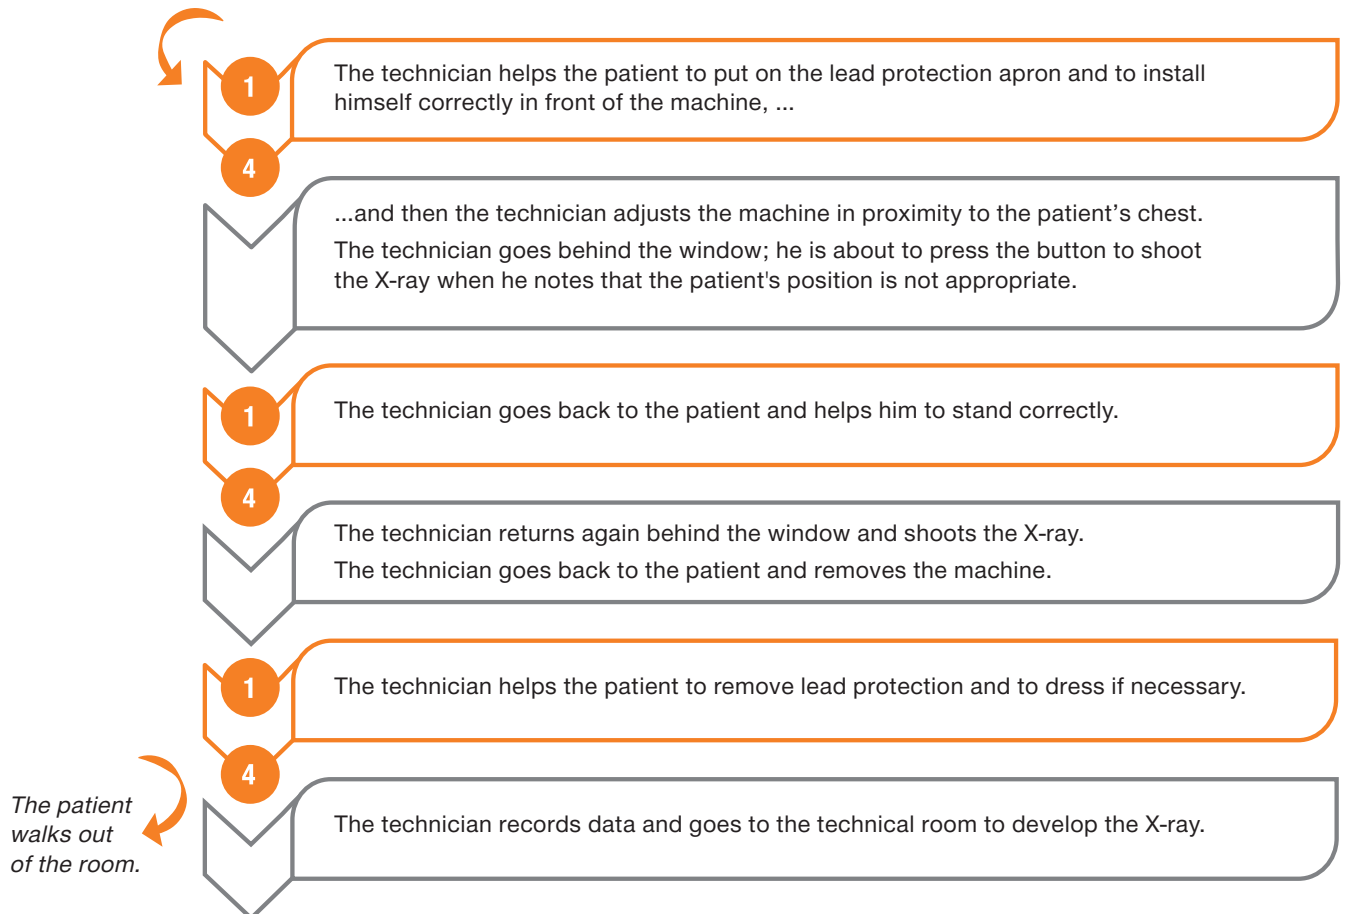 1
The technician helps the patient to put on the lead protection apron and to install
himself correctly in front of the machine, ...
4
...and then the technician adjusts the machine in proximity to the patient’s chest.
The technician goes behind the window; he is about to press the button to shoot
the X-ray when he notes that the patient's position is not appropriate.
1
The technician goes back to the patient and helps him to stand correctly.
4
The technician returns again behind the window and shoots the X-ray.
The technician goes back to the patient and removes the machine.
1
The technician helps the patient to remove lead protection and to dress if necessary.
4
The patient
walks out
of the room.
The technician records data and goes to the technical room to develop the X-ray.